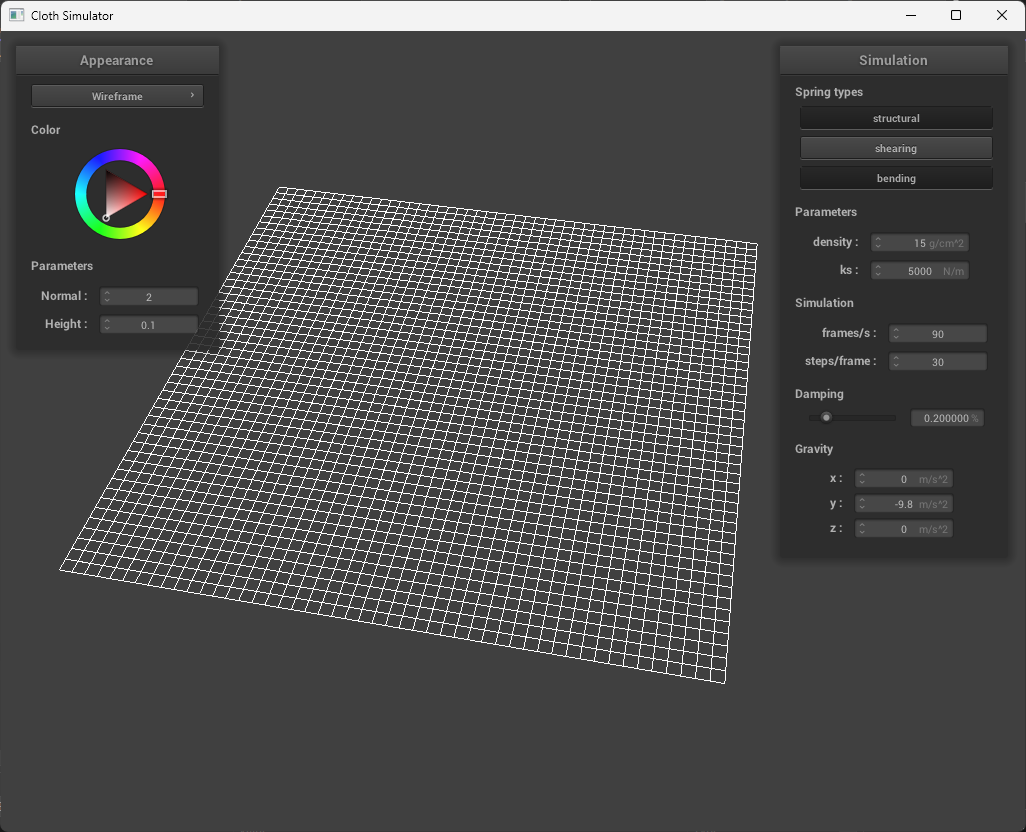 Cloth Simulator
Appearance
Wireframe
Color
Parameters
Normal : 2
Height : 0.1
Simulation
Spring types
structural
shearing
bending
Parameters
density : 15 g/cm^2
ks : 5000 N/m
Simulation
frames/s : 90
steps/frame : 30
Damping
0.200000 %
Gravity
x : 0 m/s^2
y : -9.8 m/s^2
z : 0 m/s^2